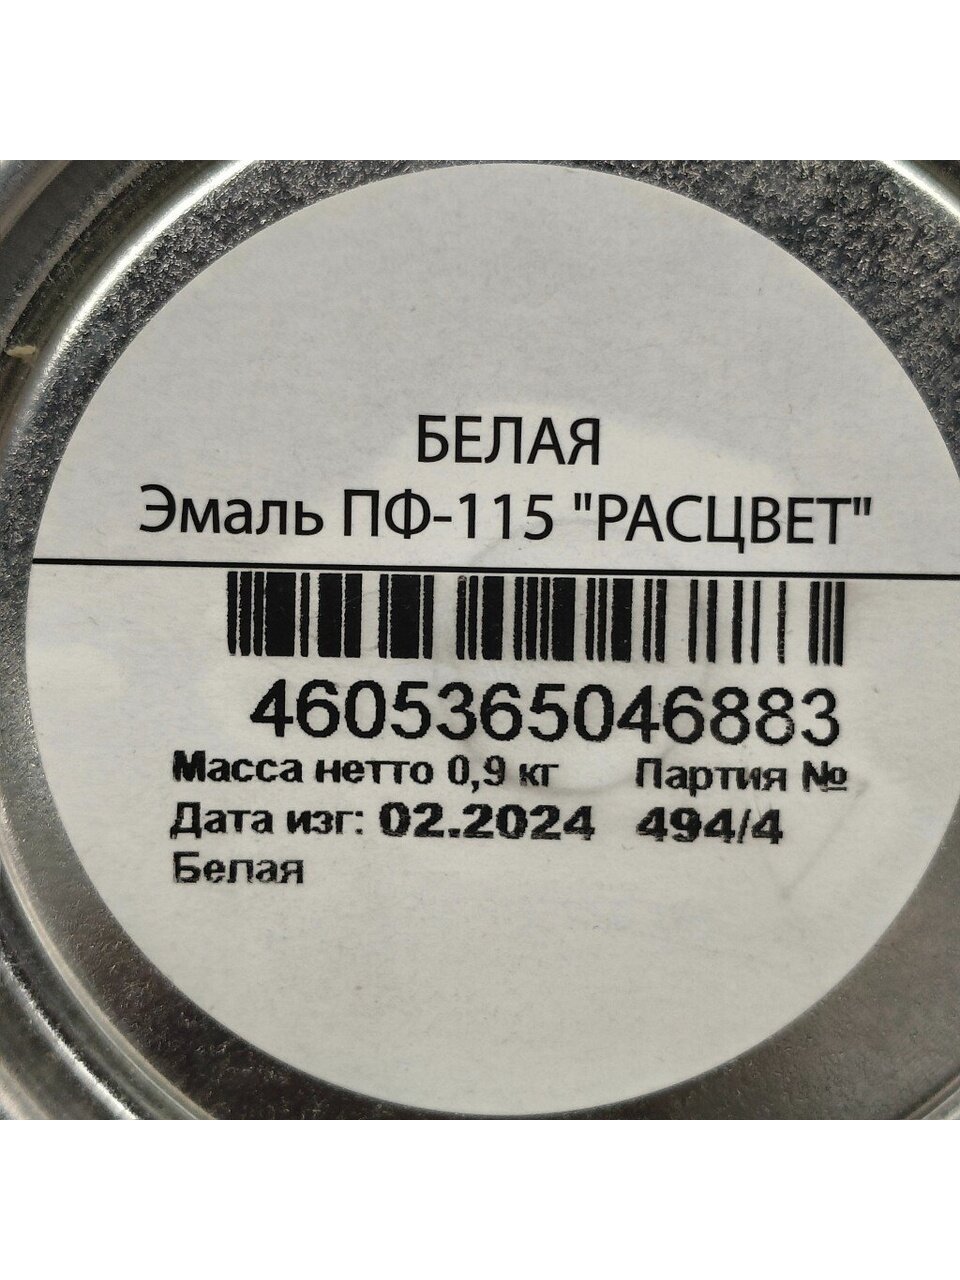 БЕЛАЯ
Эмаль ПФ-115 "РАСЦВЕТ"
4605365046883
Масса нетто 0,9 кг Партия №
Дата изг: 02.2024 494/4
Белая